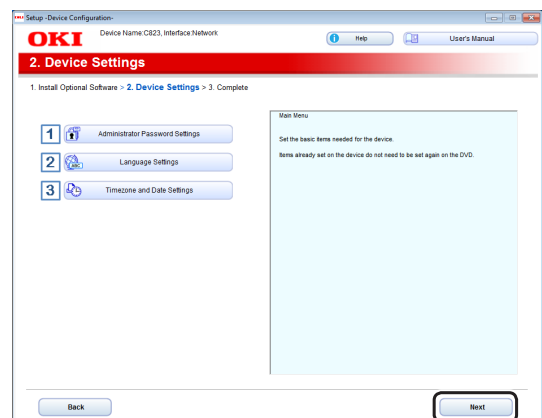 OKI Setup -Device Configuration-
OKI Device Name:C823, Interface:Network
i Help User's Manual
2. Device Settings
1. Install Optional Software > 2. Device Settings > 3. Complete
1 Administrator Password Settings
2 ABC Language Settings
3 Timezone and Date Settings
Main Menu
Set the basic items needed for the device.
Items already set on the device do not need to be set again on the DVD.
Back Next